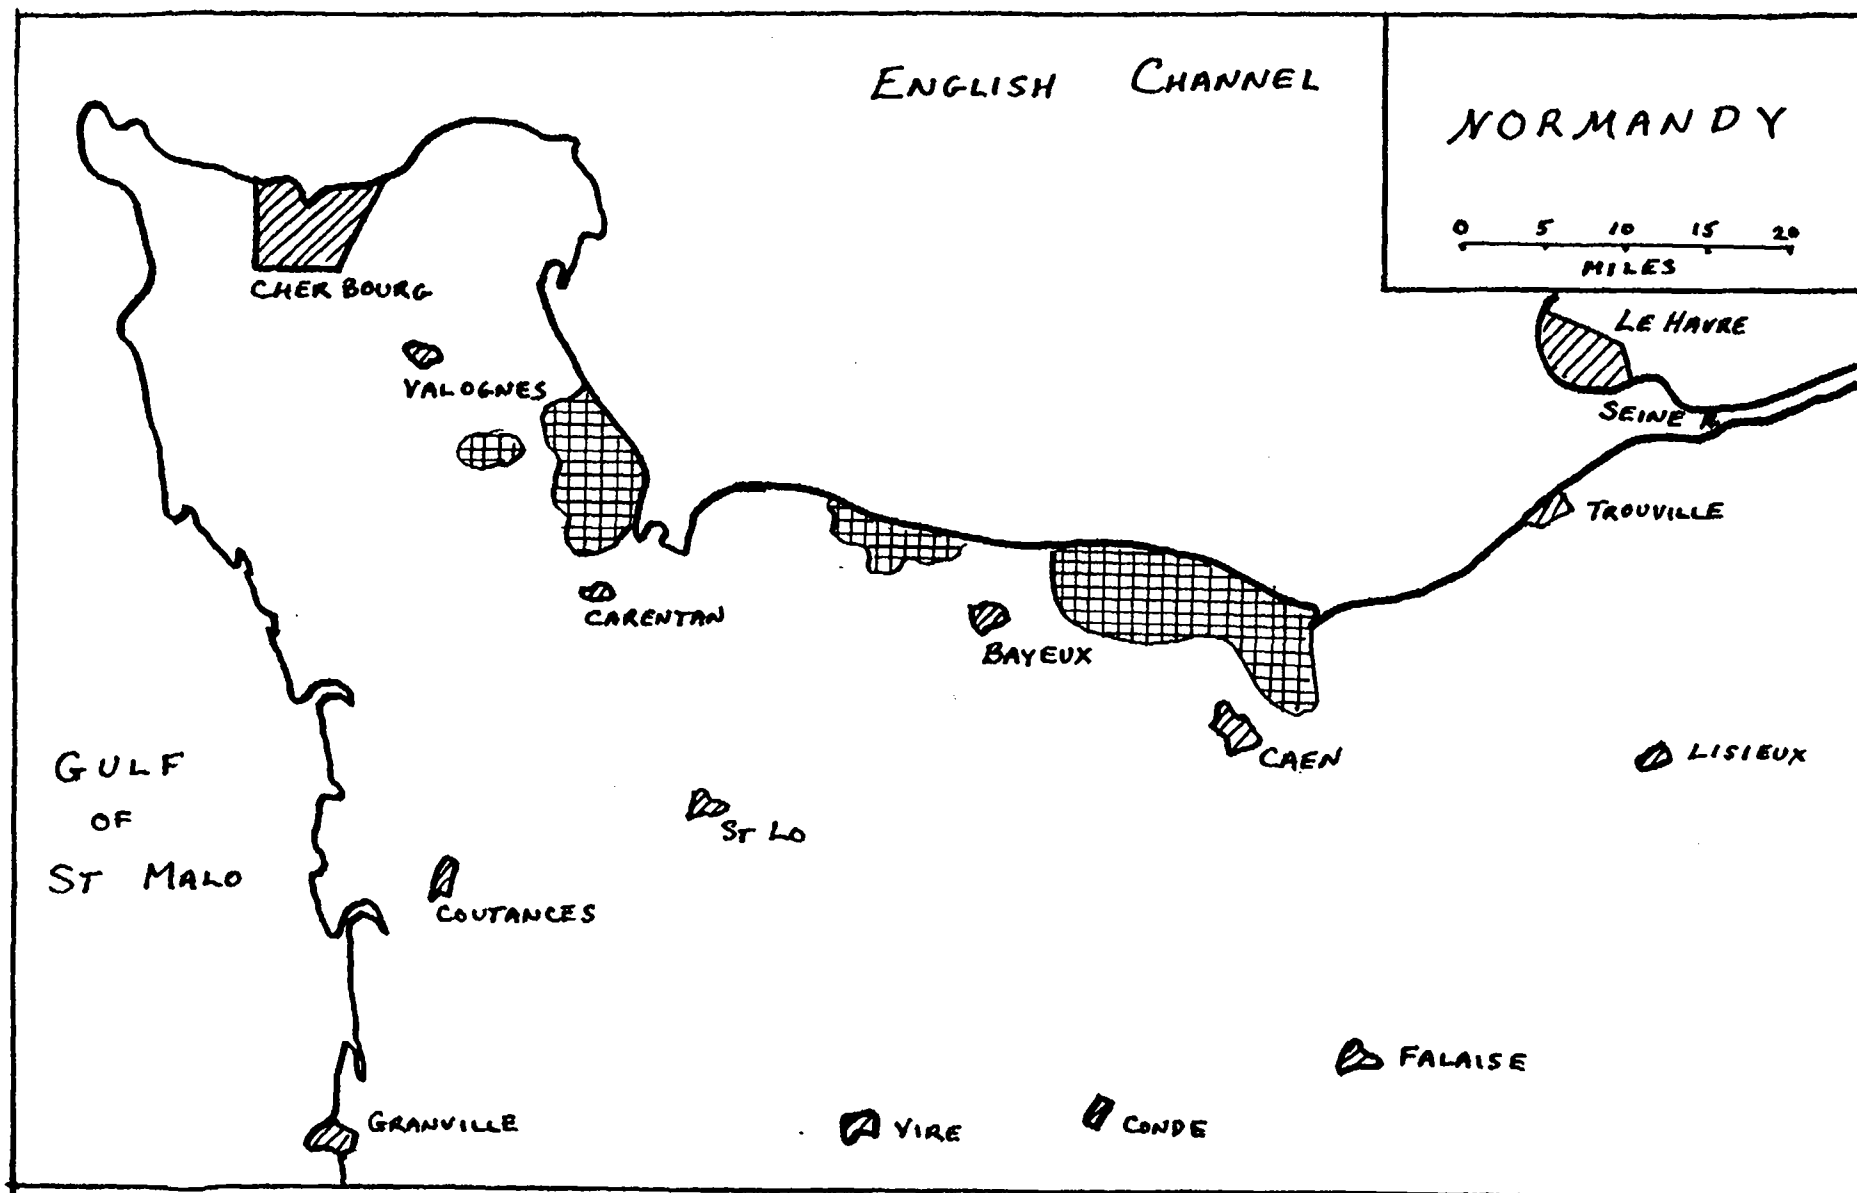 ENGLISH CHANNEL
NORMANDY
0 5 10 15 20
MILES
CHERBOURG
LE HAVRE
VALOGNES
SEINE R.
TROUVILLE
CARENTAN
BAYEUX
GULF
OF
ST MALO
CAEN
LISIEUX
ST LO
COUTANCES
FALAISE
GRANVILLE
VIRE
CONDE